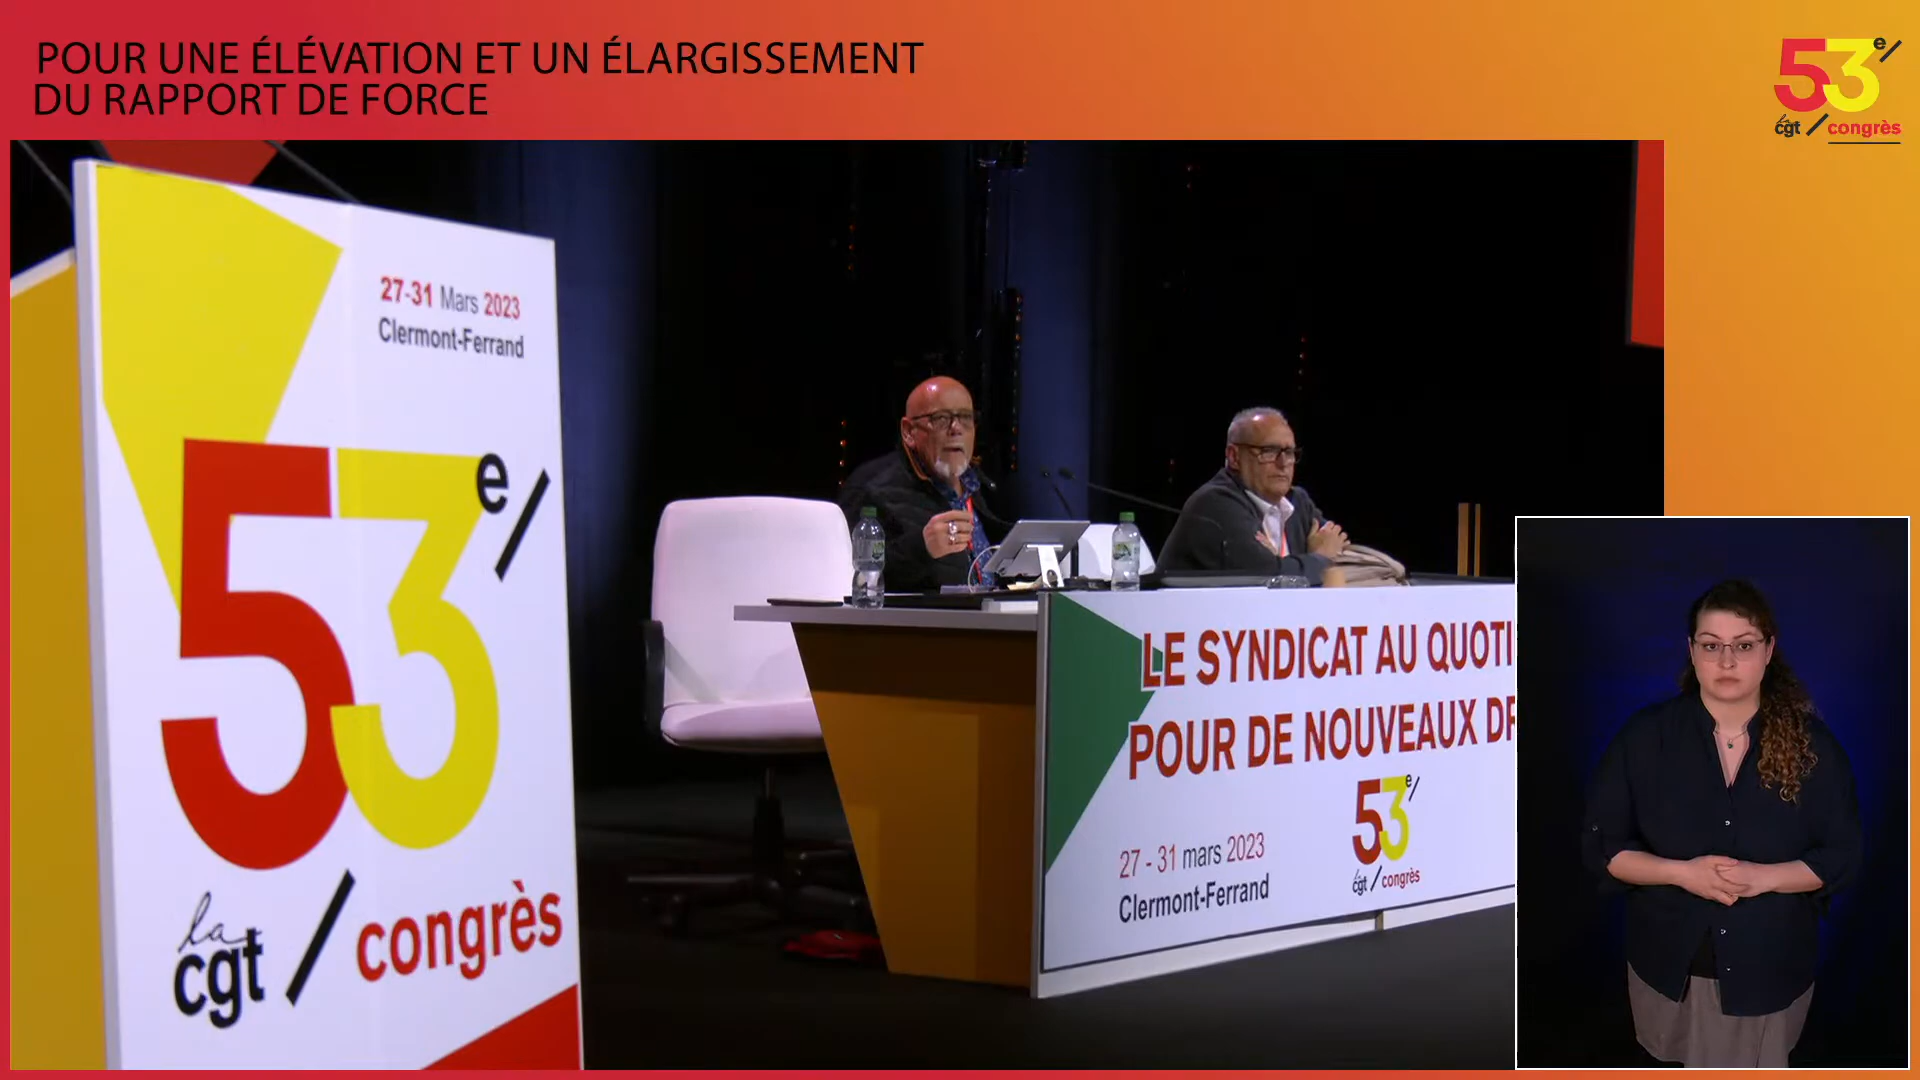 POUR UNE ÉLÉVATION ET UN ÉLARGISSEMENT
DU RAPPORT DE FORCE
53e/
la cgt / congrès
27-31 Mars 2023
Clermont-Ferrand
53e/
la cgt / congrès
LE SYNDICAT AU QUOTI
POUR DE NOUVEAUX DR
53e/
la cgt / congrès
27 - 31 mars 2023
Clermont-Ferrand